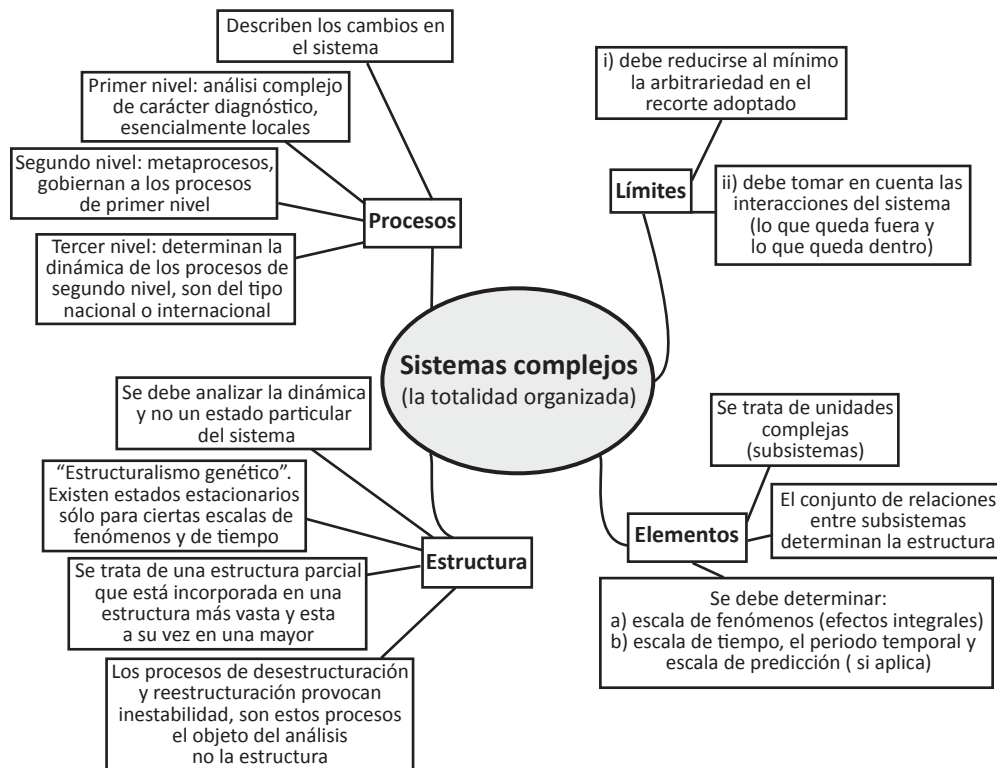 Describen los cambios en
el sistema
Primer nivel: análisi complejo
de carácter diagnóstico,
esencialmente locales
Segundo nivel: metaprocesos,
gobiernan a los procesos
de primer nivel
Procesos
Tercer nivel: determinan la
dinámica de los procesos de
segundo nivel, son del tipo
nacional o internacional
i) debe reducirse al mínimo
la arbitrariedad en el
recorte adoptado
Límites
ii) debe tomar en cuenta las
interacciones del sistema
(lo que queda fuera y
lo que queda dentro)
Sistemas complejos
(la totalidad organizada)
Se debe analizar la dinámica
y no un estado particular
del sistema
“Estructuralismo genético”.
Existen estados estacionarios
sólo para ciertas escalas de
fenómenos y de tiempo
Estructura
Se trata de una estructura parcial
que está incorporada en una
estructura más vasta y esta
a su vez en una mayor
Los procesos de desestructuración
y reestructuración provocan
inestabilidad, son estos procesos
el objeto del análisis
no la estructura
Se trata de unidades
complejas
(subsistemas)
El conjunto de relaciones
entre subsistemas
determinan la estructura
Elementos
Se debe determinar:
a) escala de fenómenos (efectos integrales)
b) escala de tiempo, el periodo temporal y
escala de predicción ( si aplica)